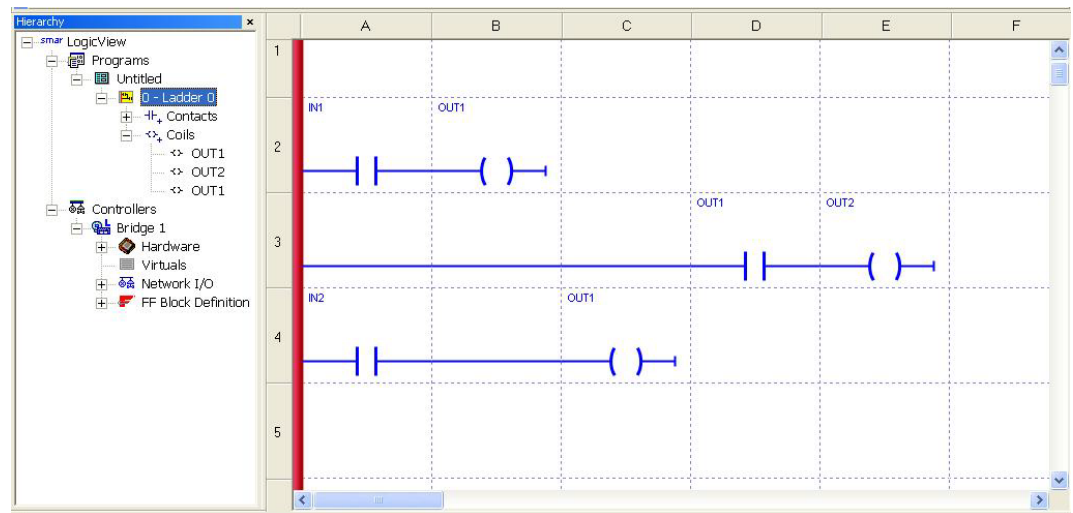 Hierarchy x
smar LogicView
Programs
Untitled
0 - Ladder 0
Contacts
Coils
OUT1
OUT2
OUT1
Controllers
Bridge 1
Hardware
Virtuals
Network I/O
FF Block Definition
A B C D E F
1
2
IN1 OUT1
3
OUT1 OUT2
4
IN2 OUT1
5